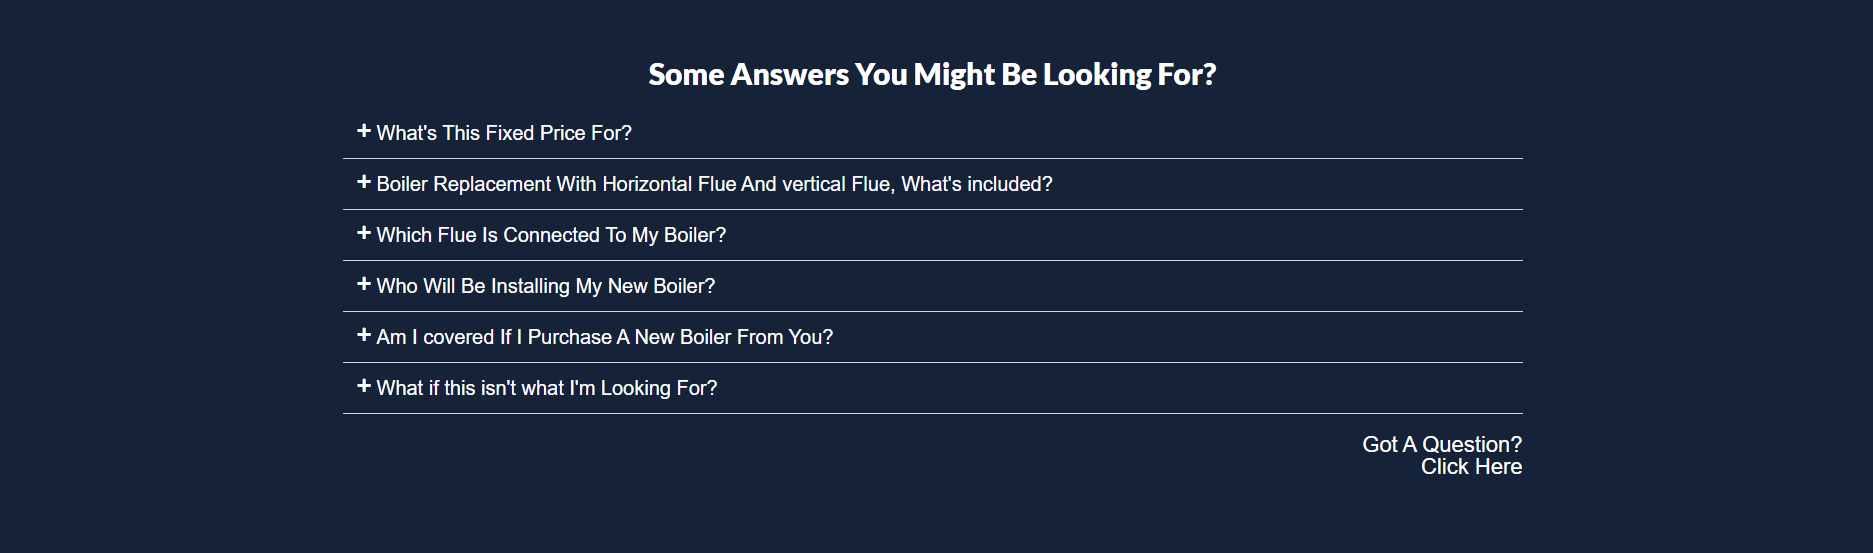 Some Answers You Might Be Looking For?
+ What's This Fixed Price For?
+ Boiler Replacement With Horizontal Flue And vertical Flue, What's included?
+ Which Flue Is Connected To My Boiler?
+ Who Will Be Installing My New Boiler?
+ Am I covered If I Purchase A New Boiler From You?
+ What if this isn't what I'm Looking For?
Got A Question?
Click Here